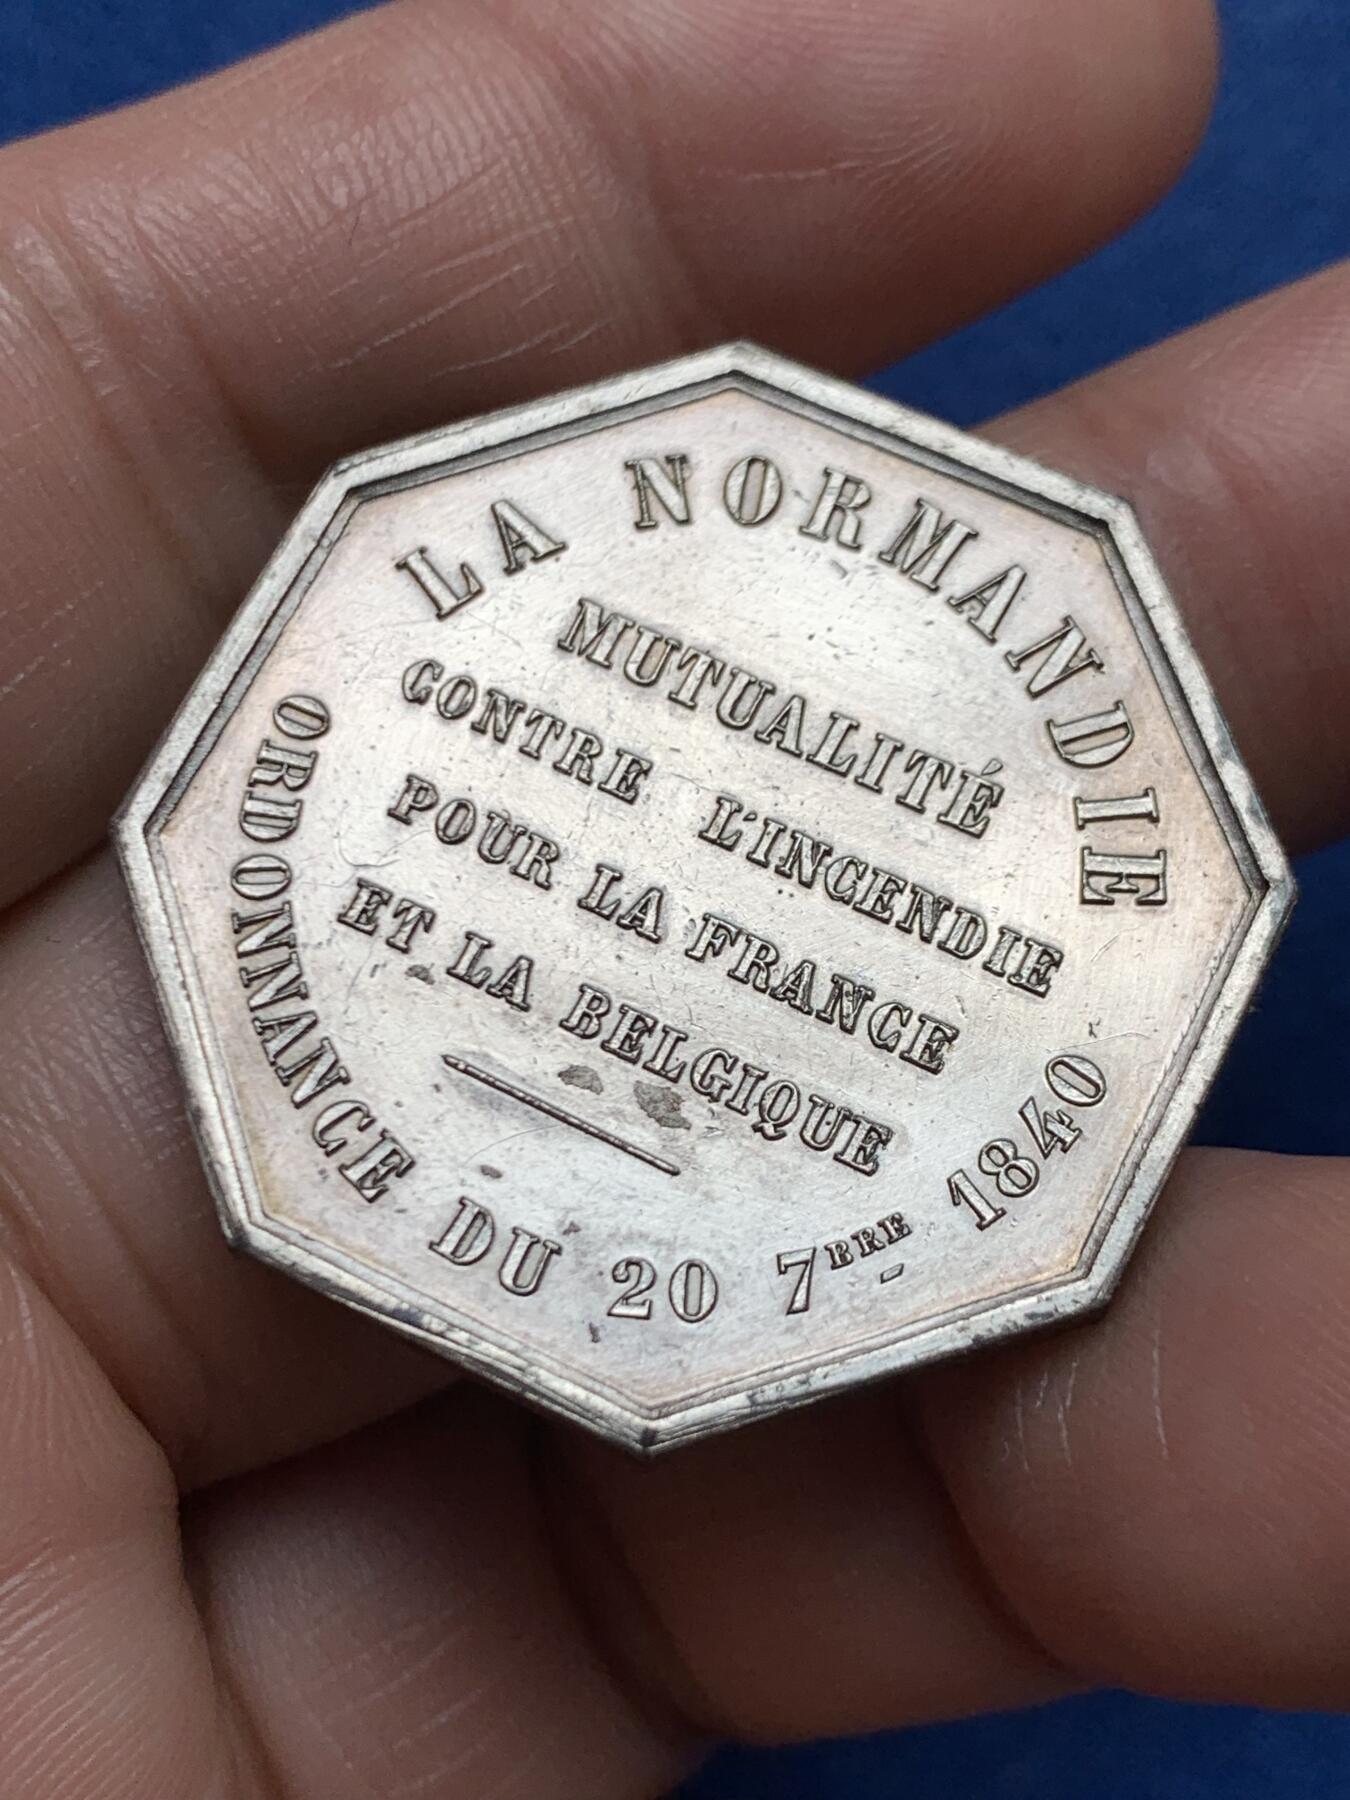 LA NORMANDIE
MUTUALITÉ
CONTRE L'INCENDIE
POUR LA FRANCE
ET LA BELGIQUE
ORDONNANCE DU 20 7BRE 1840